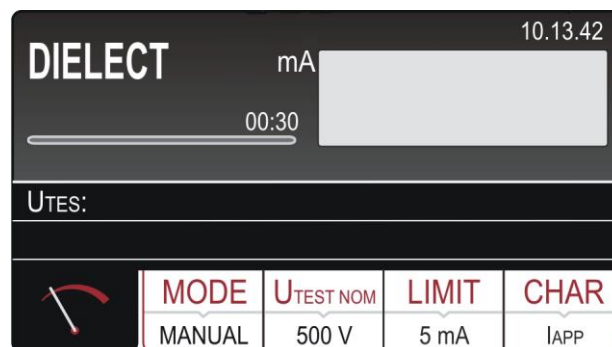 10.13.42
DIELECT mA
00:30
UTES:
MODE UTEST NOM LIMIT CHAR
MANUAL 500 V 5 mA IAPP